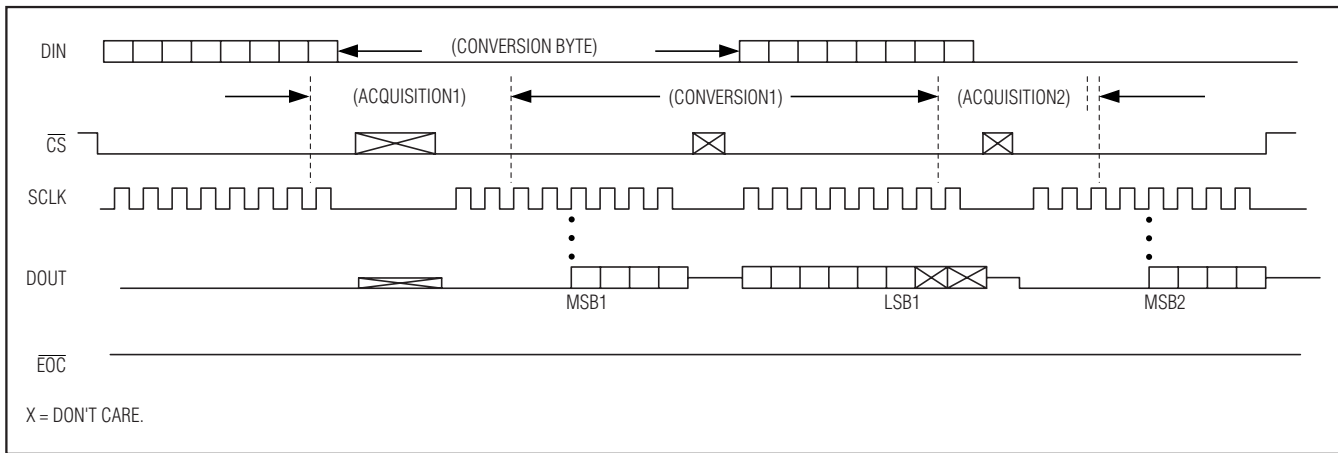 DIN
(CONVERSION BYTE)
(ACQUISITION1)
(CONVERSION1)
(ACQUISITION2)
CS
SCLK
DOUT
MSB1
LSB1
MSB2
EOC
X = DON'T CARE.